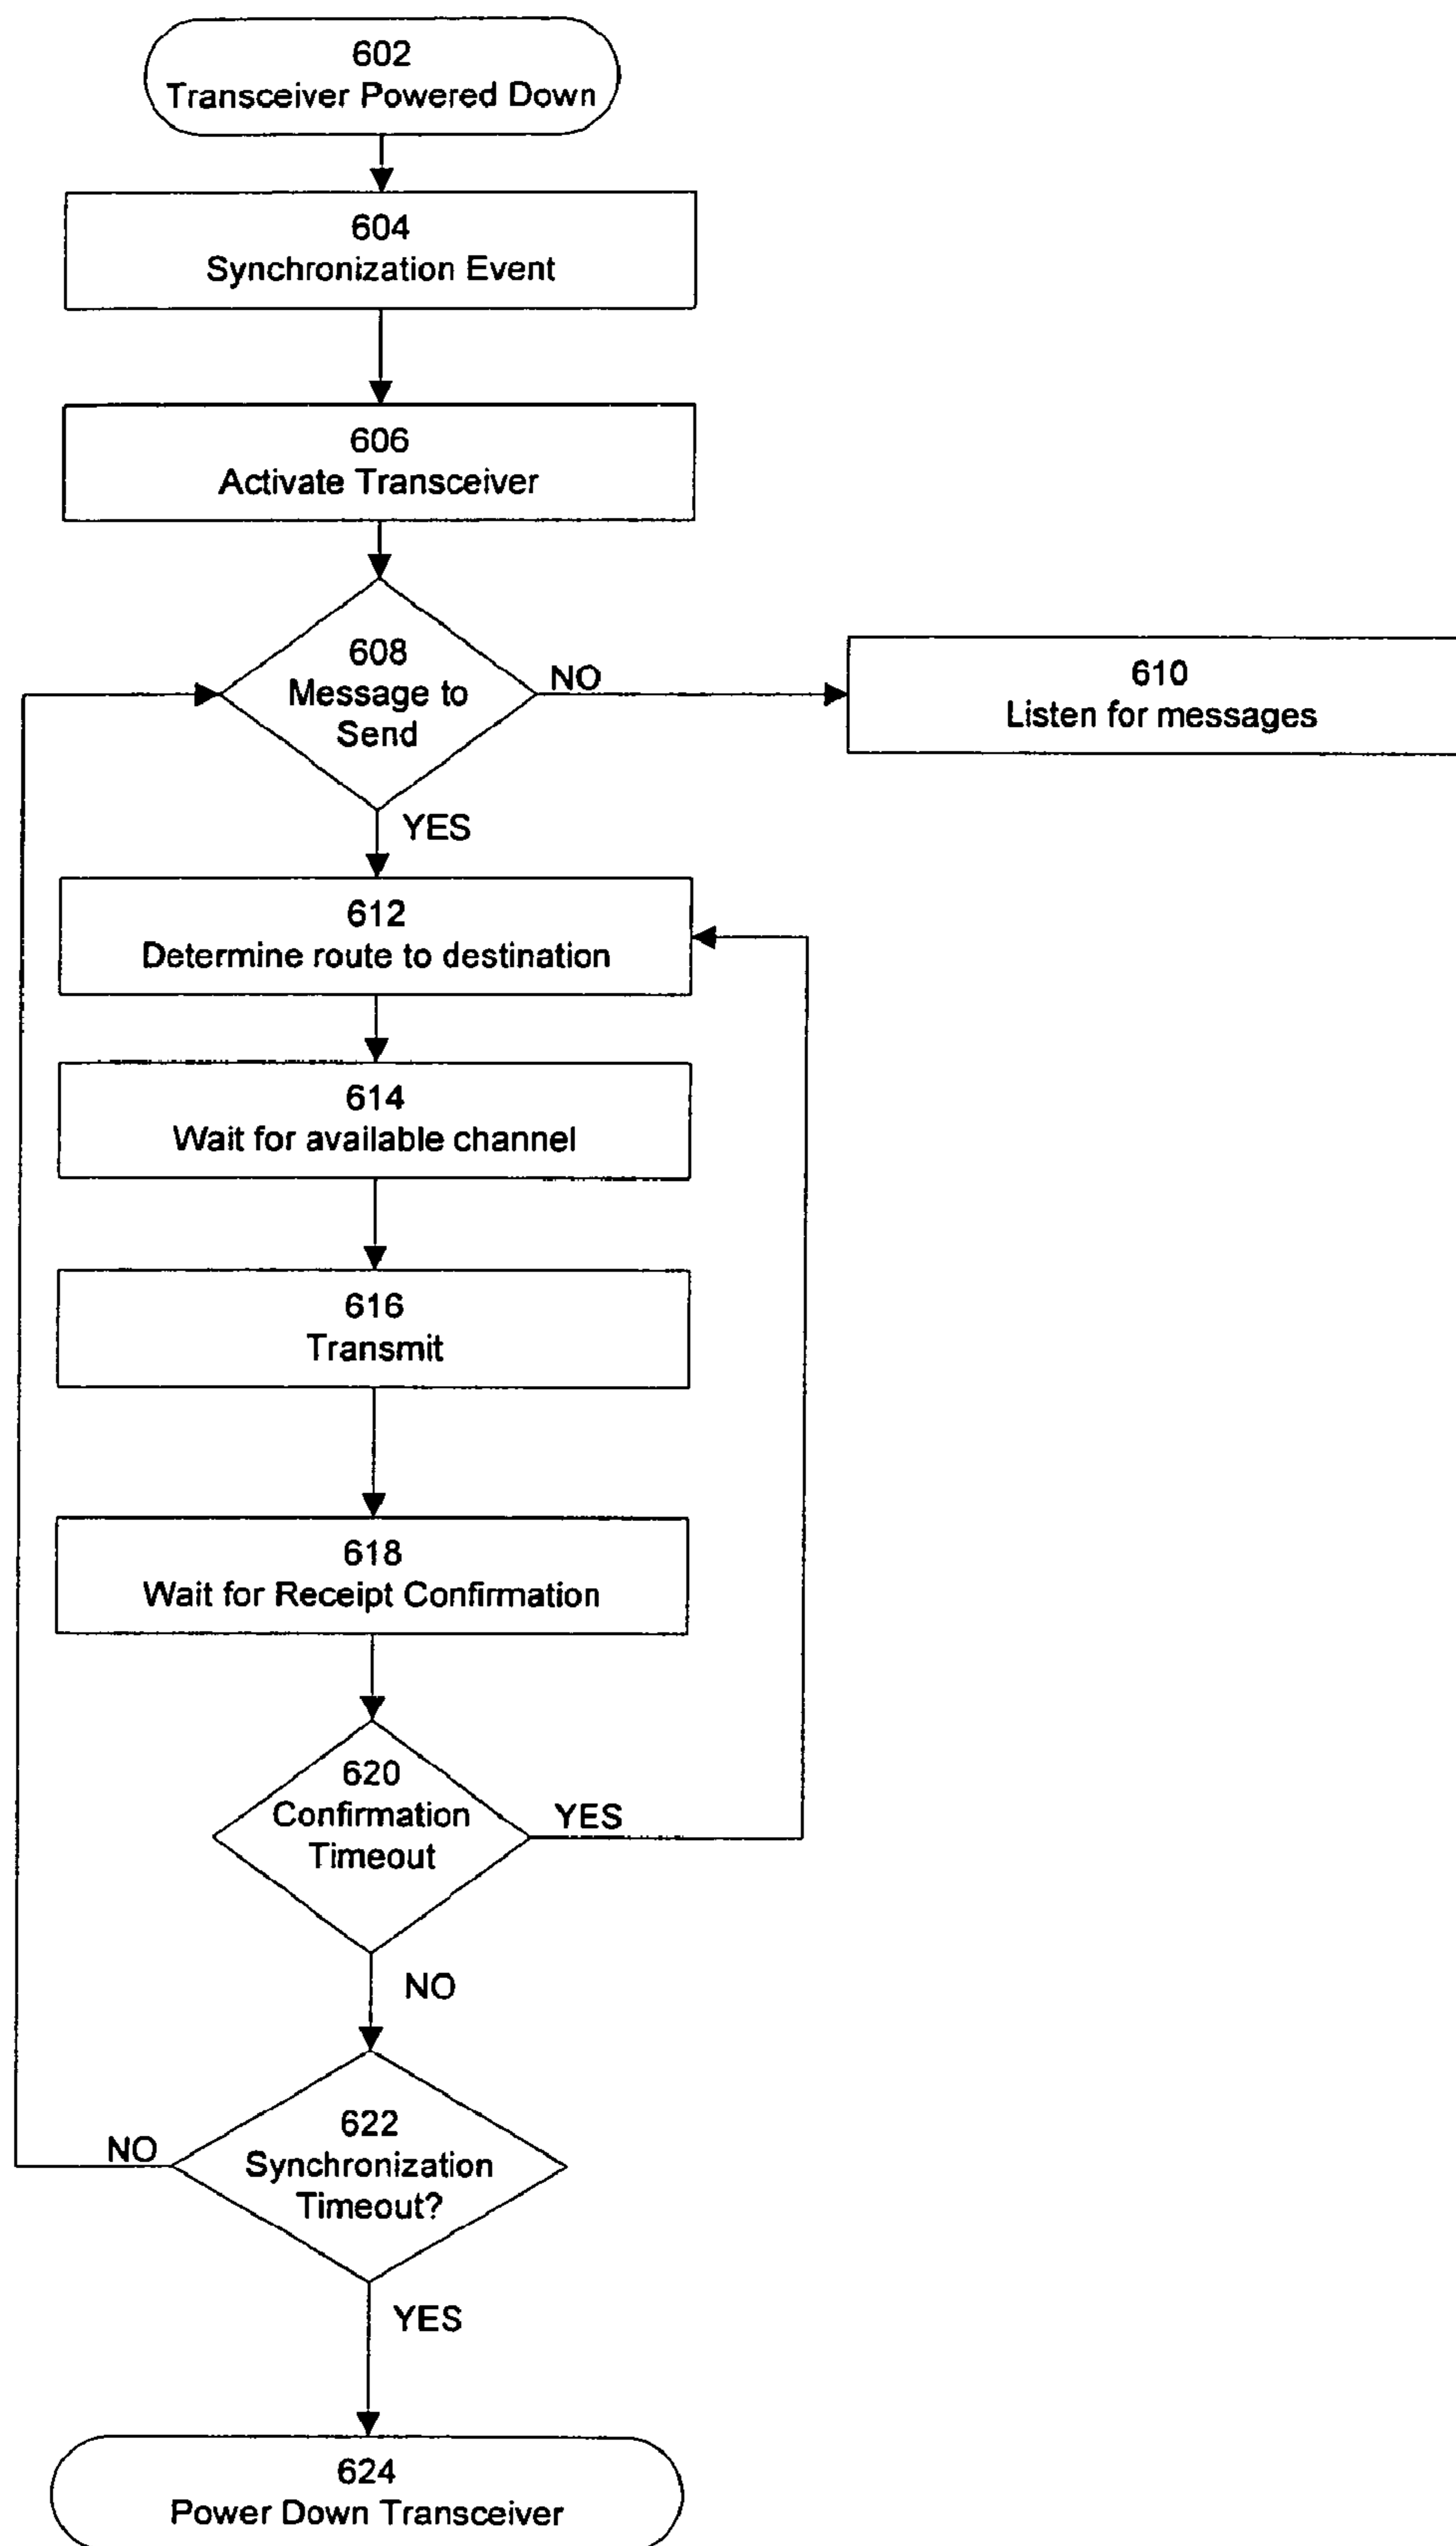 602
Transceiver Powered Down
604
Synchronization Event
606
Activate Transceiver
608
Message to
Send
NO
610
Listen for messages
YES
612
Determine route to destination
614
Wait for available channel
616
Transmit
618
Wait for Receipt Confirmation
620
Confirmation
Timeout
YES
NO
622
Synchronization
Timeout?
NO
YES
624
Power Down Transceiver